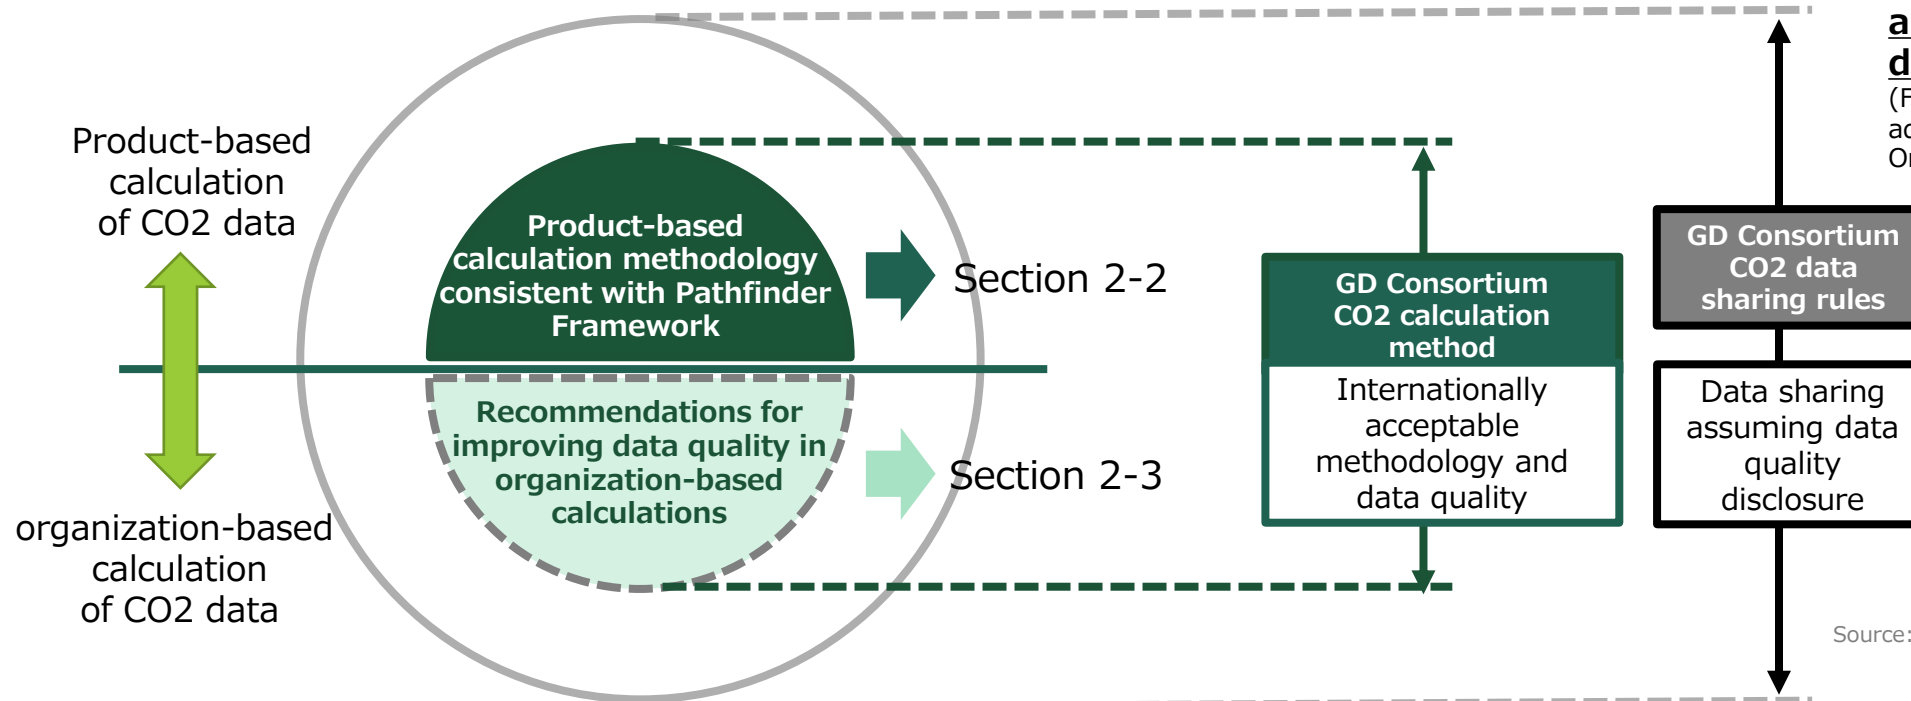 Product-based
calculation
of CO2 data
organization-based
calculation
of CO2 data
Product-based
calculation methodology
consistent with Pathfinder
Framework
Recommendations for
improving data quality in
organization-based
calculations
Section 2-2
Section 2-3
GD Consortium
CO2 calculation
method
Internationally
acceptable
methodology and
data quality
GD Consortium
CO2 data
sharing rules
Data sharing
assuming data
quality
disclosure
Source: